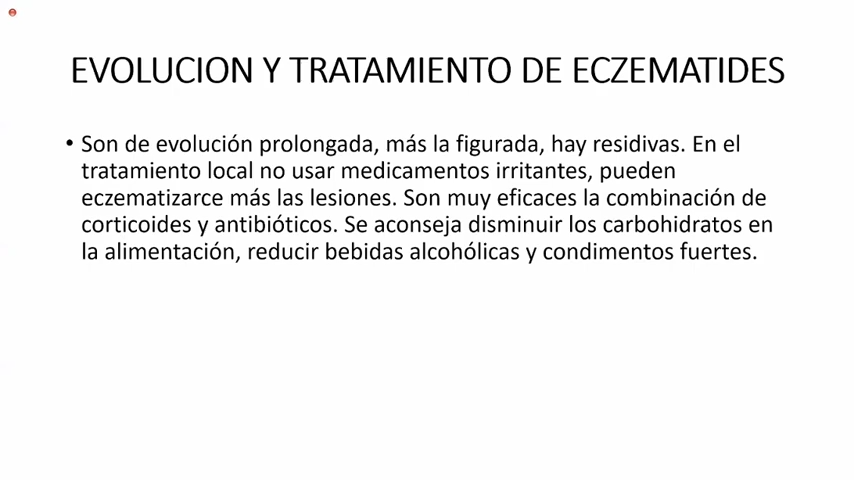 EVOLUCION Y TRATAMIENTO DE ECZEMATIDES
• Son de evolución prolongada, más la figurada, hay residivas. En el
tratamiento local no usar medicamentos irritantes, pueden
eczematizarce más las lesiones. Son muy eficaces la combinación de
corticoides y antibióticos. Se aconseja disminuir los carbohidratos en
la alimentación, reducir bebidas alcohólicas y condimentos fuertes.